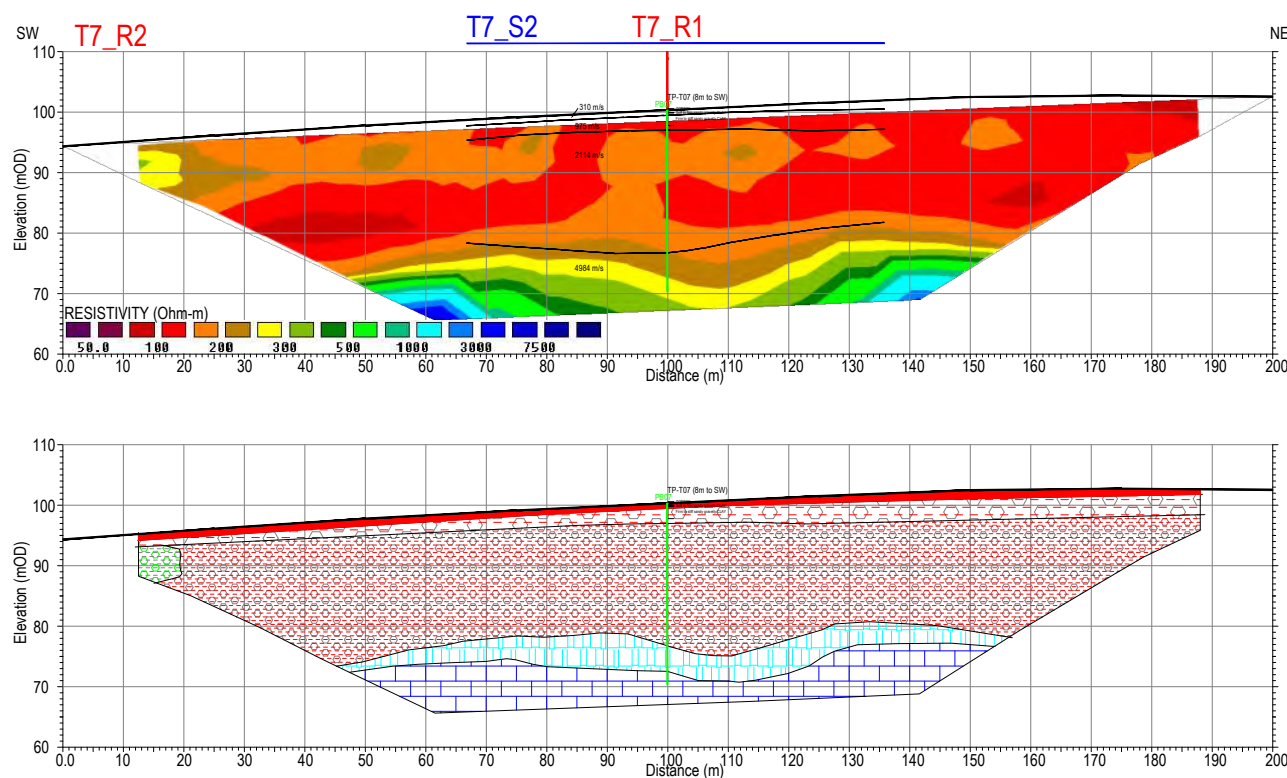 SW T7_R2 T7_S2 T7_R1 NE
110
100
90
80
70
60
Elevation (mOD)
310 m/s
TP-T07 (8m to SW)
PB07
970 m/s
2114 m/s
4984 m/s
RESISTIVITY (Ohm-m)
50.0 100 200 300 500 1000 3000 7500
0.0 10 20 30 40 50 60 70 80 90 100 110 120 130 140 150 160 170 180 190 200
Distance (m)
110
100
90
80
70
60
Elevation (mOD)
TP-T07 (8m to SW)
PB07
0.0 10 20 30 40 50 60 70 80 90 100 110 120 130 140 150 160 170 180 190 200
Distance (m)